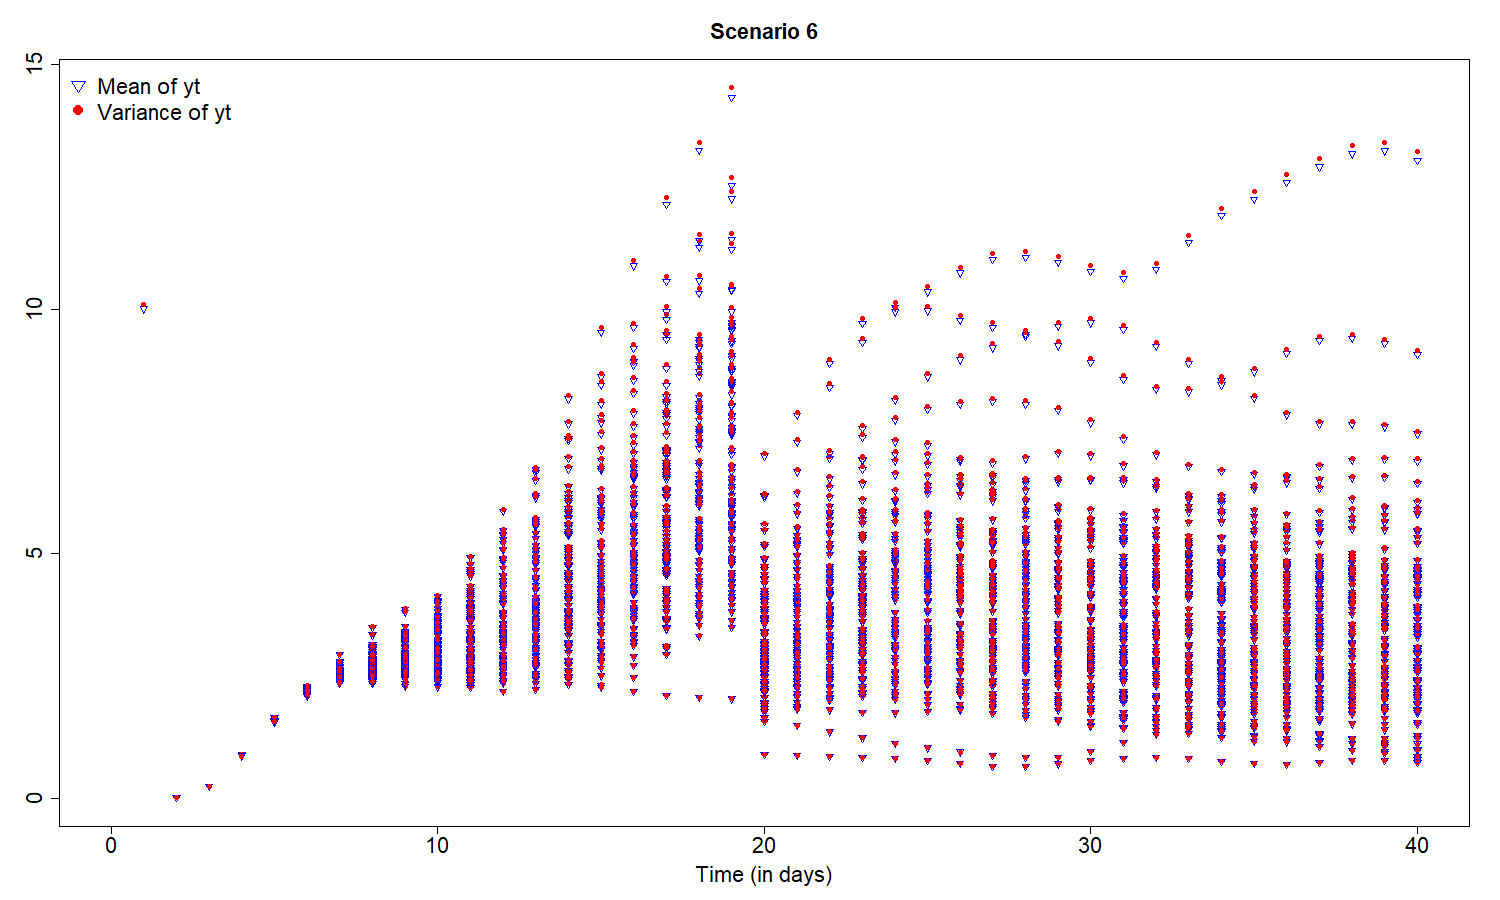 Scenario 6
15
Mean of yt
Variance of yt
10
5
0
0 10 20 30 40
Time (in days)